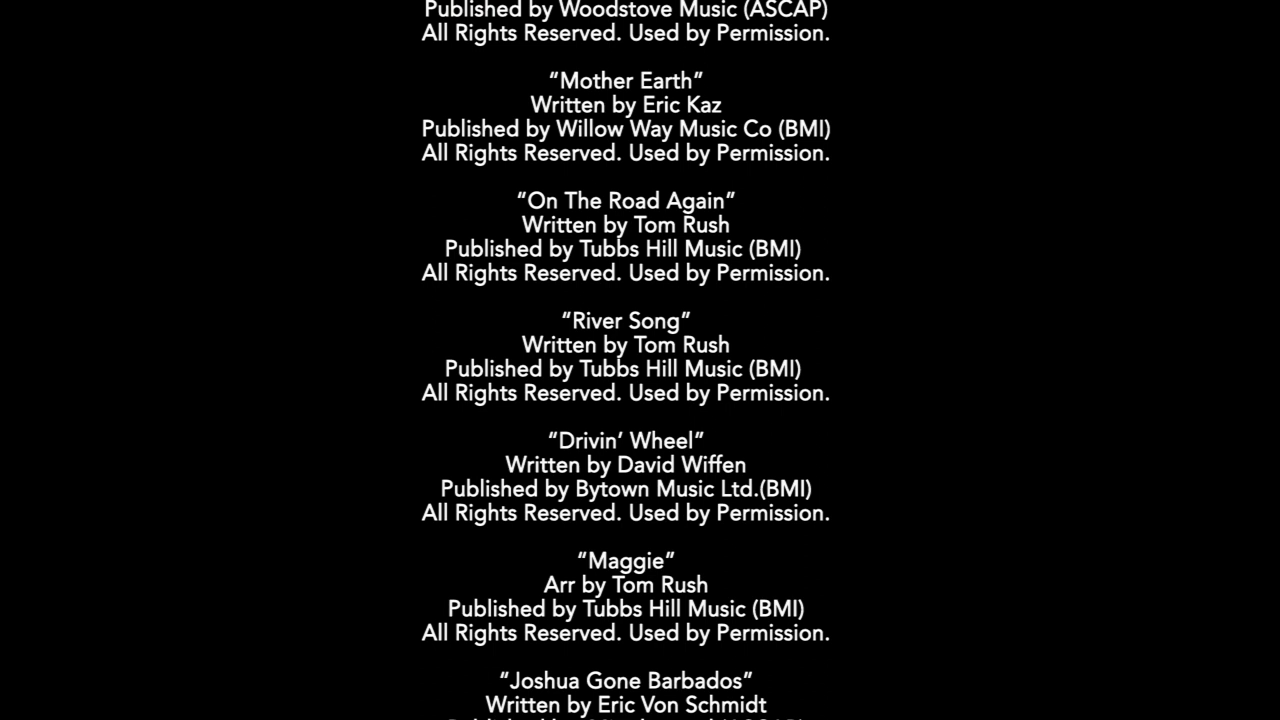 Published by Woodstove Music (ASCAP)
All Rights Reserved. Used by Permission.
“Mother Earth”
Written by Eric Kaz
Published by Willow Way Music Co (BMI)
All Rights Reserved. Used by Permission.
“On The Road Again”
Written by Tom Rush
Published by Tubbs Hill Music (BMI)
All Rights Reserved. Used by Permission.
“River Song”
Written by Tom Rush
Published by Tubbs Hill Music (BMI)
All Rights Reserved. Used by Permission.
“Drivin’ Wheel”
Written by David Wiffen
Published by Bytown Music Ltd.(BMI)
All Rights Reserved. Used by Permission.
“Maggie”
Arr by Tom Rush
Published by Tubbs Hill Music (BMI)
All Rights Reserved. Used by Permission.
“Joshua Gone Barbados”
Written by Eric Von Schmidt